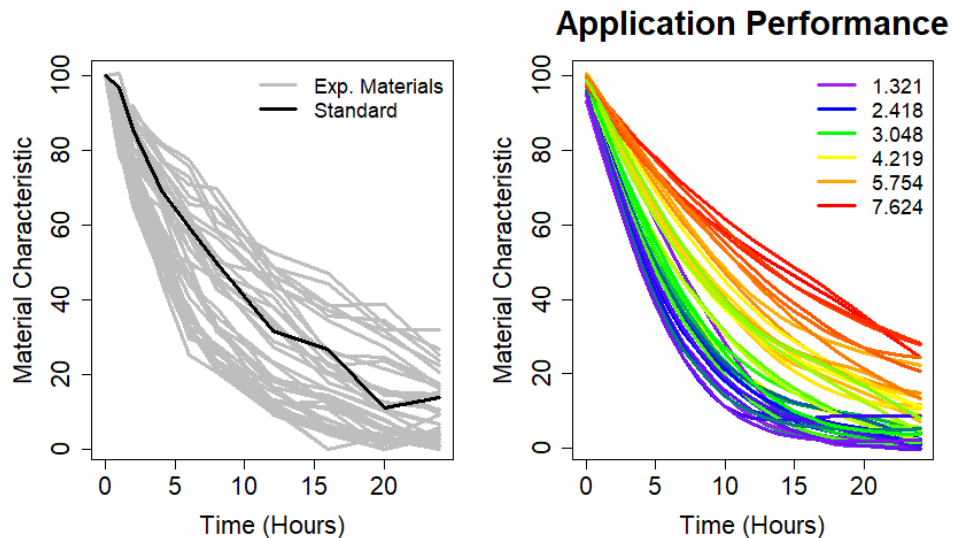 Application Performance
Material Characteristic
100
80
60
40
20
0
Exp. Materials
Standard
0 5 10 15 20
Time (Hours)
Material Characteristic
100
80
60
40
20
0
1.321
2.418
3.048
4.219
5.754
7.624
0 5 10 15 20
Time (Hours)